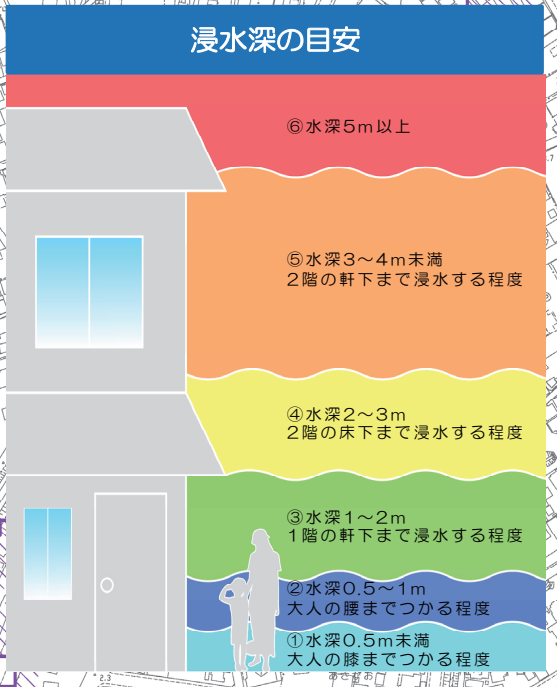 浸水深の目安
⑥水深5m以上
⑤水深3~4m未満
2階の軒下まで浸水する程度
④水深2~3m
2階の床下まで浸水する程度
③水深1~2m
1階の軒下まで浸水する程度
②水深0.5~1m
大人の腰までつかる程度
①水深0.5m未満
大人の膝までつかる程度
2.3